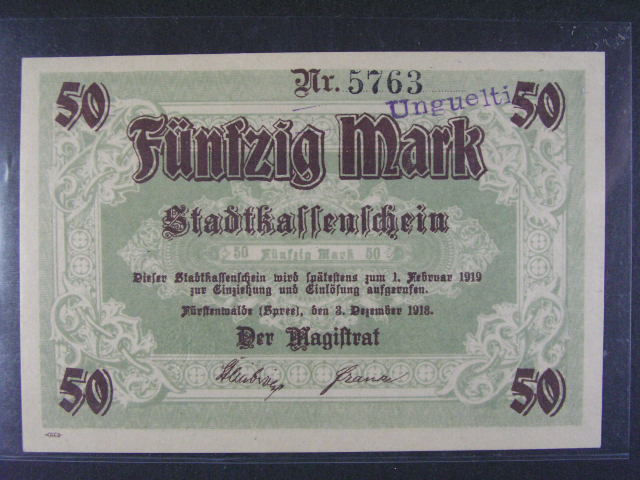 Nr. 5763
Unguelti
50 50
Fünfzig Mark
Stadtkassenschein
50 Fünfzig Mark 50
Dieser Stadtkassenschein wird spätestens zum 1. Februar 1919
zur Einziehung und Einlösung aufgerufen.
Fürstenwalde (Spree), den 3. Dezember 1918.
Der Magistrat
50 50